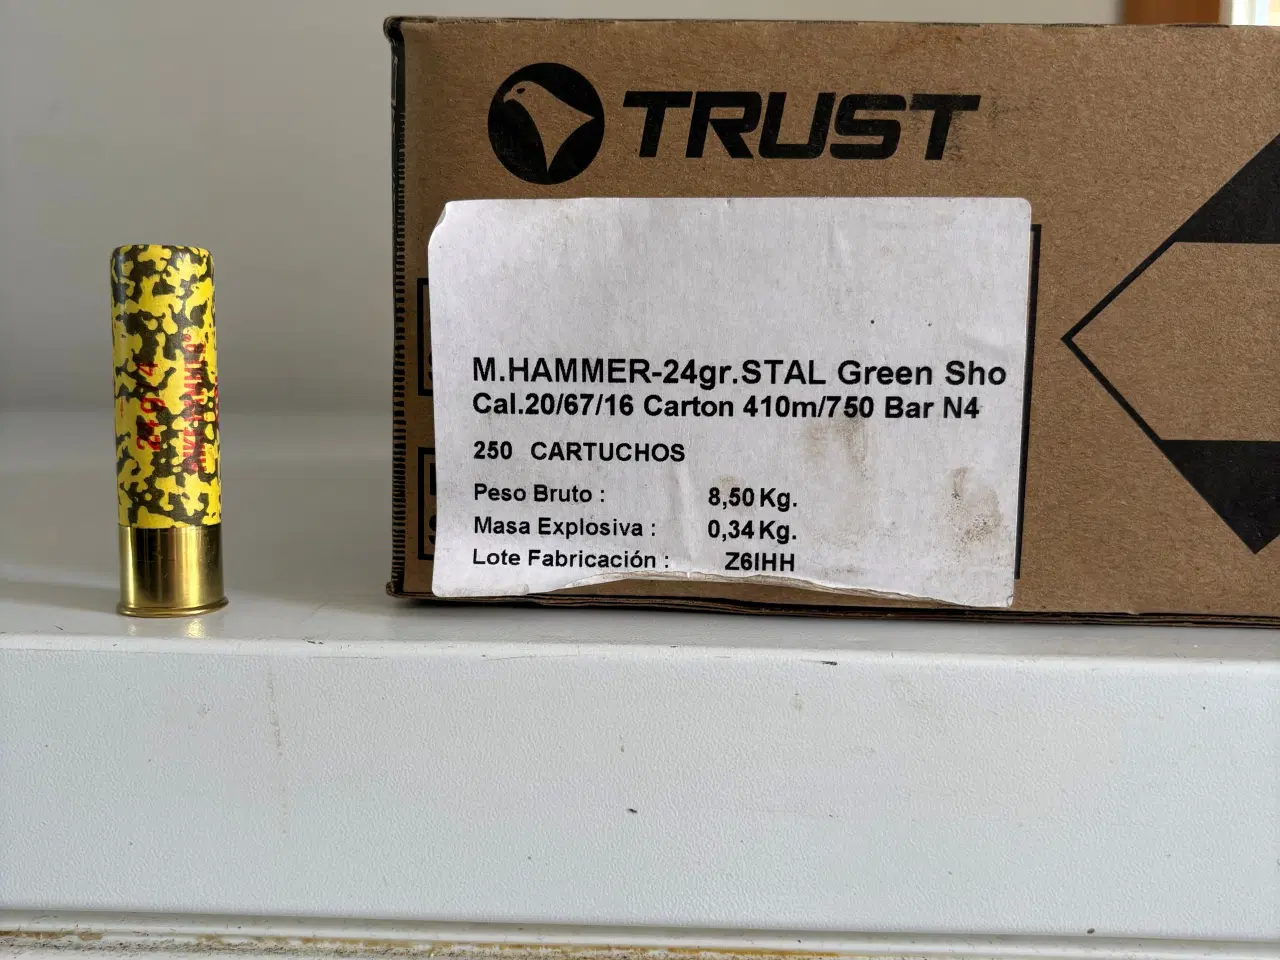 TRUST
M.HAMMER-24gr.STAL Green Sho
Cal.20/67/16 Carton 410m/750 Bar N4
250 CARTUCHOS
Peso Bruto : 8,50 Kg.
Masa Explosiva : 0,34 Kg.
Lote Fabricación : Z6IHH
24g